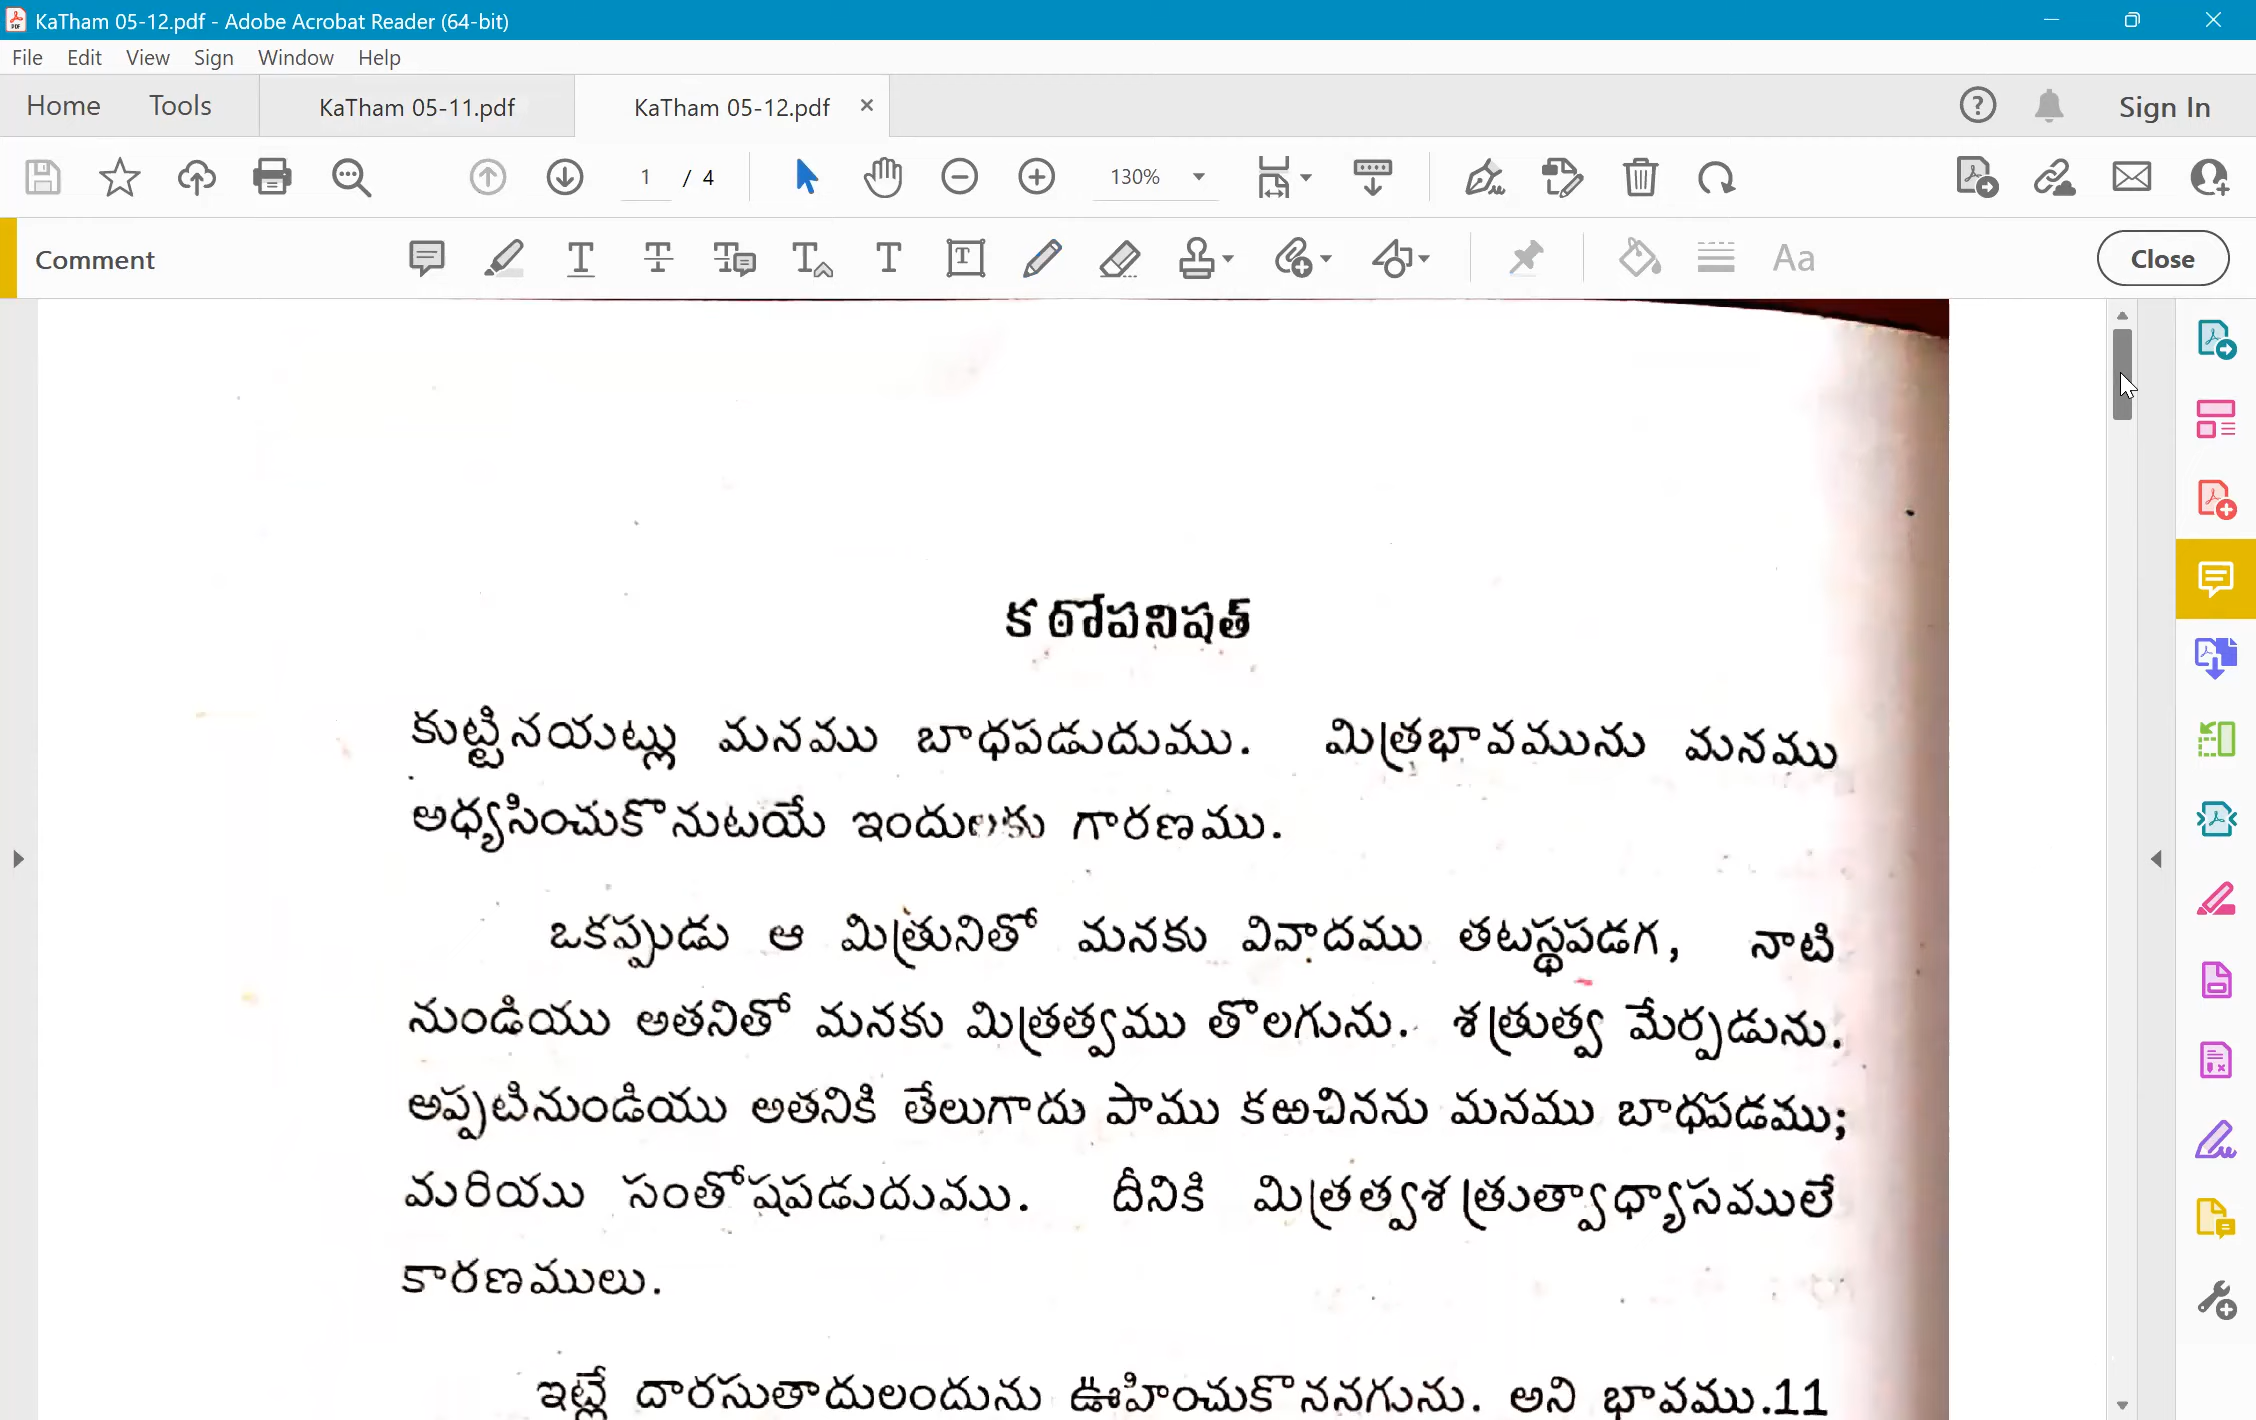 KaTham 05-12.pdf - Adobe Acrobat Reader (64-bit)
File Edit View Sign Window Help
Home Tools KaTham 05-11.pdf KaTham 05-12.pdf × Sign In
1 / 4 130%
Comment Aa Close
కఠోపనిషత్
కుట్టినయట్లు మనము బాధపడుదుము. మిత్రభావమును మనము
అధ్యసించుకొనుటయే ఇందులకు గారణము.
ఒకప్పుడు ఆ మిత్రునితో మనకు వివాదము తటస్థపడగ, నాటి
నుండియు అతనితో మనకు మిత్రత్వము తొలగును. శత్రుత్వ మేర్పడును.
అప్పటినుండియు అతనికి తేలుగాదు పాము కఱచినను మనము బాధపడము;
మరియు సంతోషపడుదుము. దీనికి మిత్రత్వశత్రుత్వాధ్యాసములే
కారణములు.
ఇట్లే దారసుతాదులందును ఊహించుకొననగును. అని భావము.11